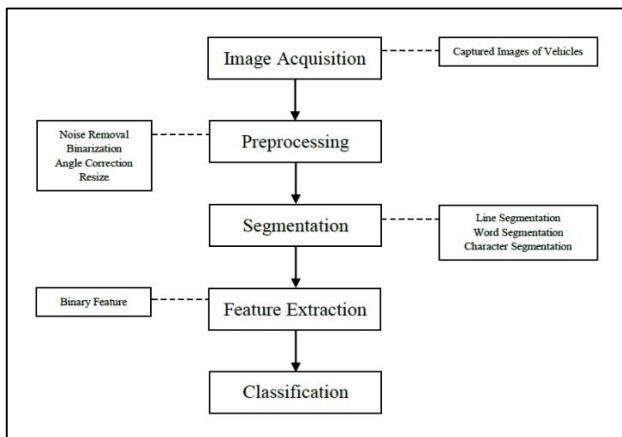 Image Acquisition
Captured Images of Vehicles
Noise Removal
Binarization
Angle Correction
Resize
Preprocessing
Segmentation
Line Segmentation
Word Segmentation
Character Segmentation
Binary Feature
Feature Extraction
Classification